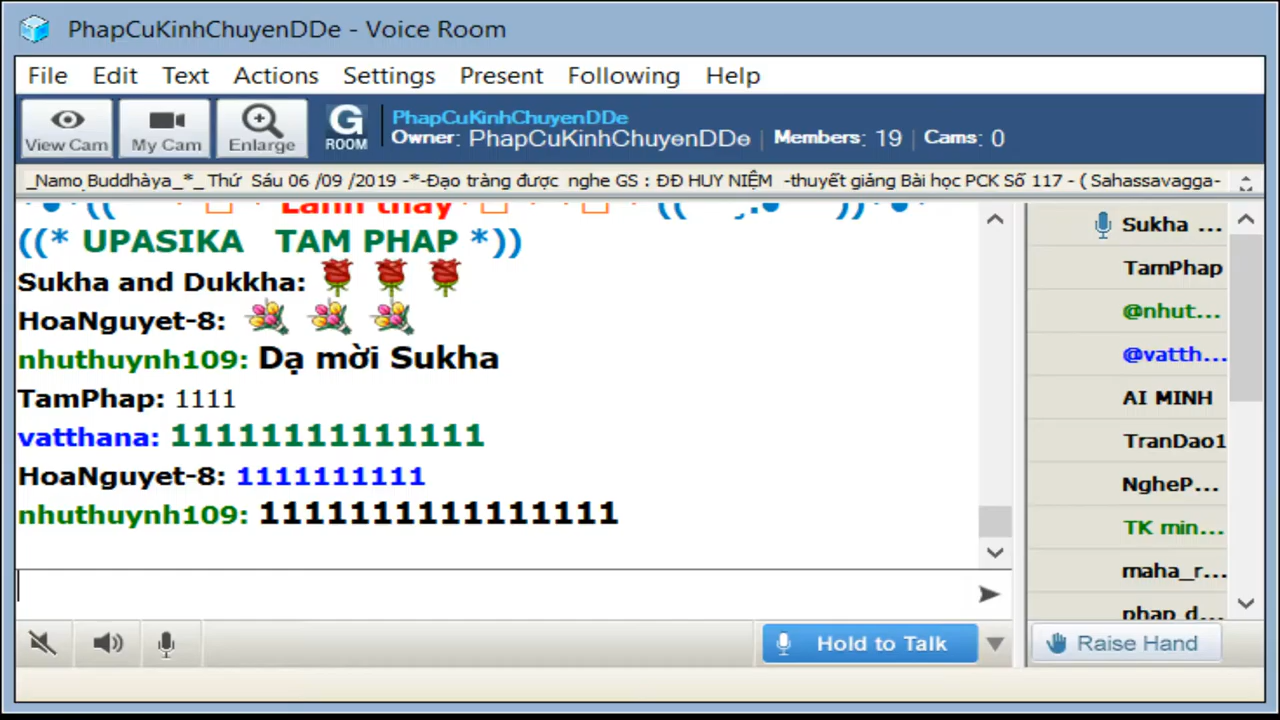 PhapCuKinhChuyenDDe - Voice Room
File Edit Text Actions Settings Present Following Help
View Cam My Cam Enlarge G ROOM
PhapCuKinhChuyenDDe
Owner: PhapCuKinhChuyenDDe | Members: 19 | Cams: 0
_Namo Buddhàya_*_ Thứ Sáu 06 /09 /2019 -*-Đạo tràng được nghe GS : ĐĐ HUY NIỆM -thuyết giảng Bài học PCK Số 117 - ( Sahassavagga-
Lành thay
((* UPASIKA TAM PHAP *))
Sukha and Dukkha:
HoaNguyet-8:
nhuthuynh109: Dạ mời Sukha
TamPhap: 1111
vatthana: 11111111111111
HoaNguyet-8: 1111111111
nhuthuynh109: 1111111111111111
Sukha ...
TamPhap
@nhut...
@vatth...
AI MINH
TranDao1
NgheP...
TK min...
maha_r...
phap_d...
Hold to Talk
Raise Hand